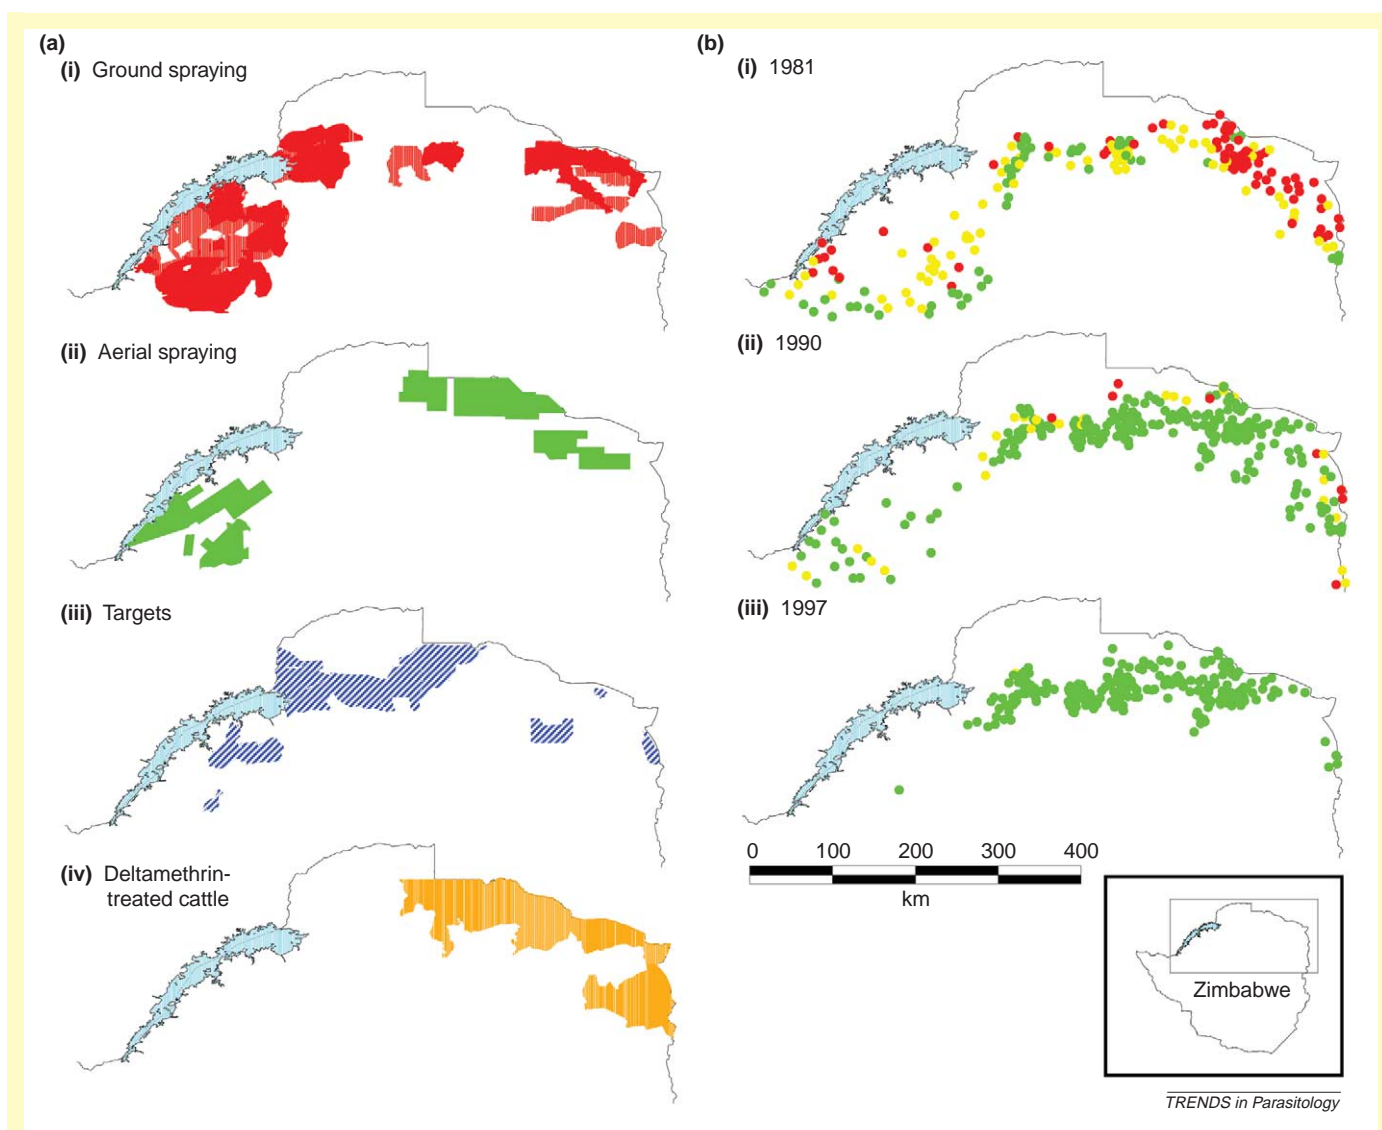 (a)
(i) Ground spraying
(ii) Aerial spraying
(iii) Targets
(iv) Deltamethrin-
treated cattle
(b)
(i) 1981
(ii) 1990
(iii) 1997
0 100 200 300 400
km
Zimbabwe
TRENDS in Parasitology